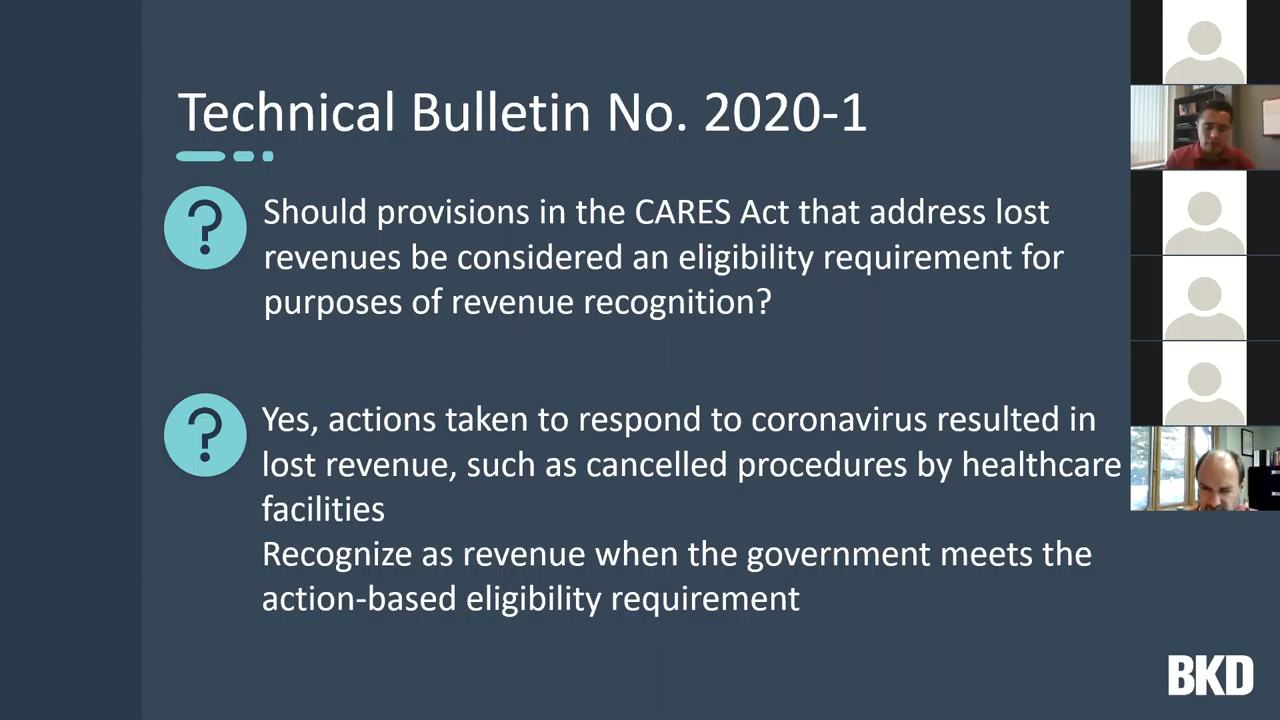 Technical Bulletin No. 2020-1
?
Should provisions in the CARES Act that address lost
revenues be considered an eligibility requirement for
purposes of revenue recognition?
?
Yes, actions taken to respond to coronavirus resulted in
lost revenue, such as cancelled procedures by healthcare
facilities
Recognize as revenue when the government meets the
action-based eligibility requirement
BKD